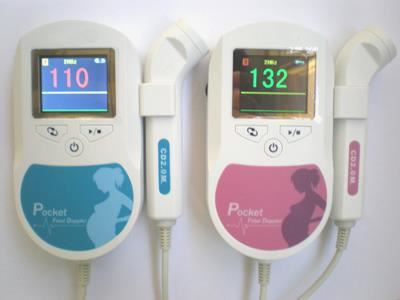 2MHz
110
CD2.0M.
Pocket
Fetal Doppler
2MHz
132
CD2.0M.
Pocket
Fetal Doppler